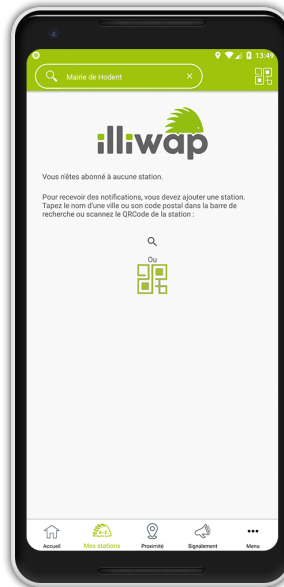 13:49
Mairie de Hodent
illiwap
Vous n'êtes abonné à aucune station.
Pour recevoir des notifications, vous devez ajouter une station.
Tapez le nom d'une ville ou son code postal dans la barre de
recherche ou scannez le QRCode de la station :
Ou
A-Z
Accueil Mes stations Proximité Signalement Menu